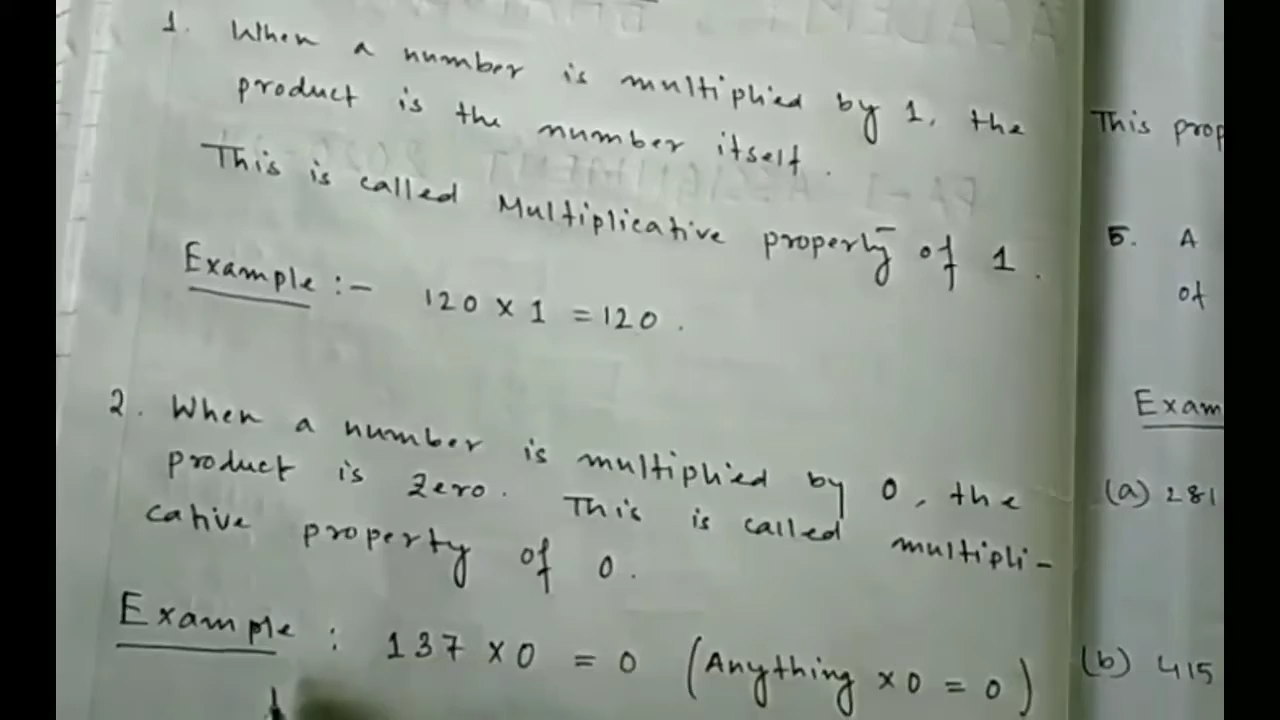 1. When a number is multiplied by 1, the
product is the number itself.
This is called Multiplicative property of 1.
Example :- 120 x 1 = 120.
2. When a number is multiplied by 0, the
product is zero. This is called multipli-
cative property of 0.
Example : 137 x 0 = 0 (Anything x 0 = 0)
This prop
5. A
of
Exam
(a) 281
(b) 415